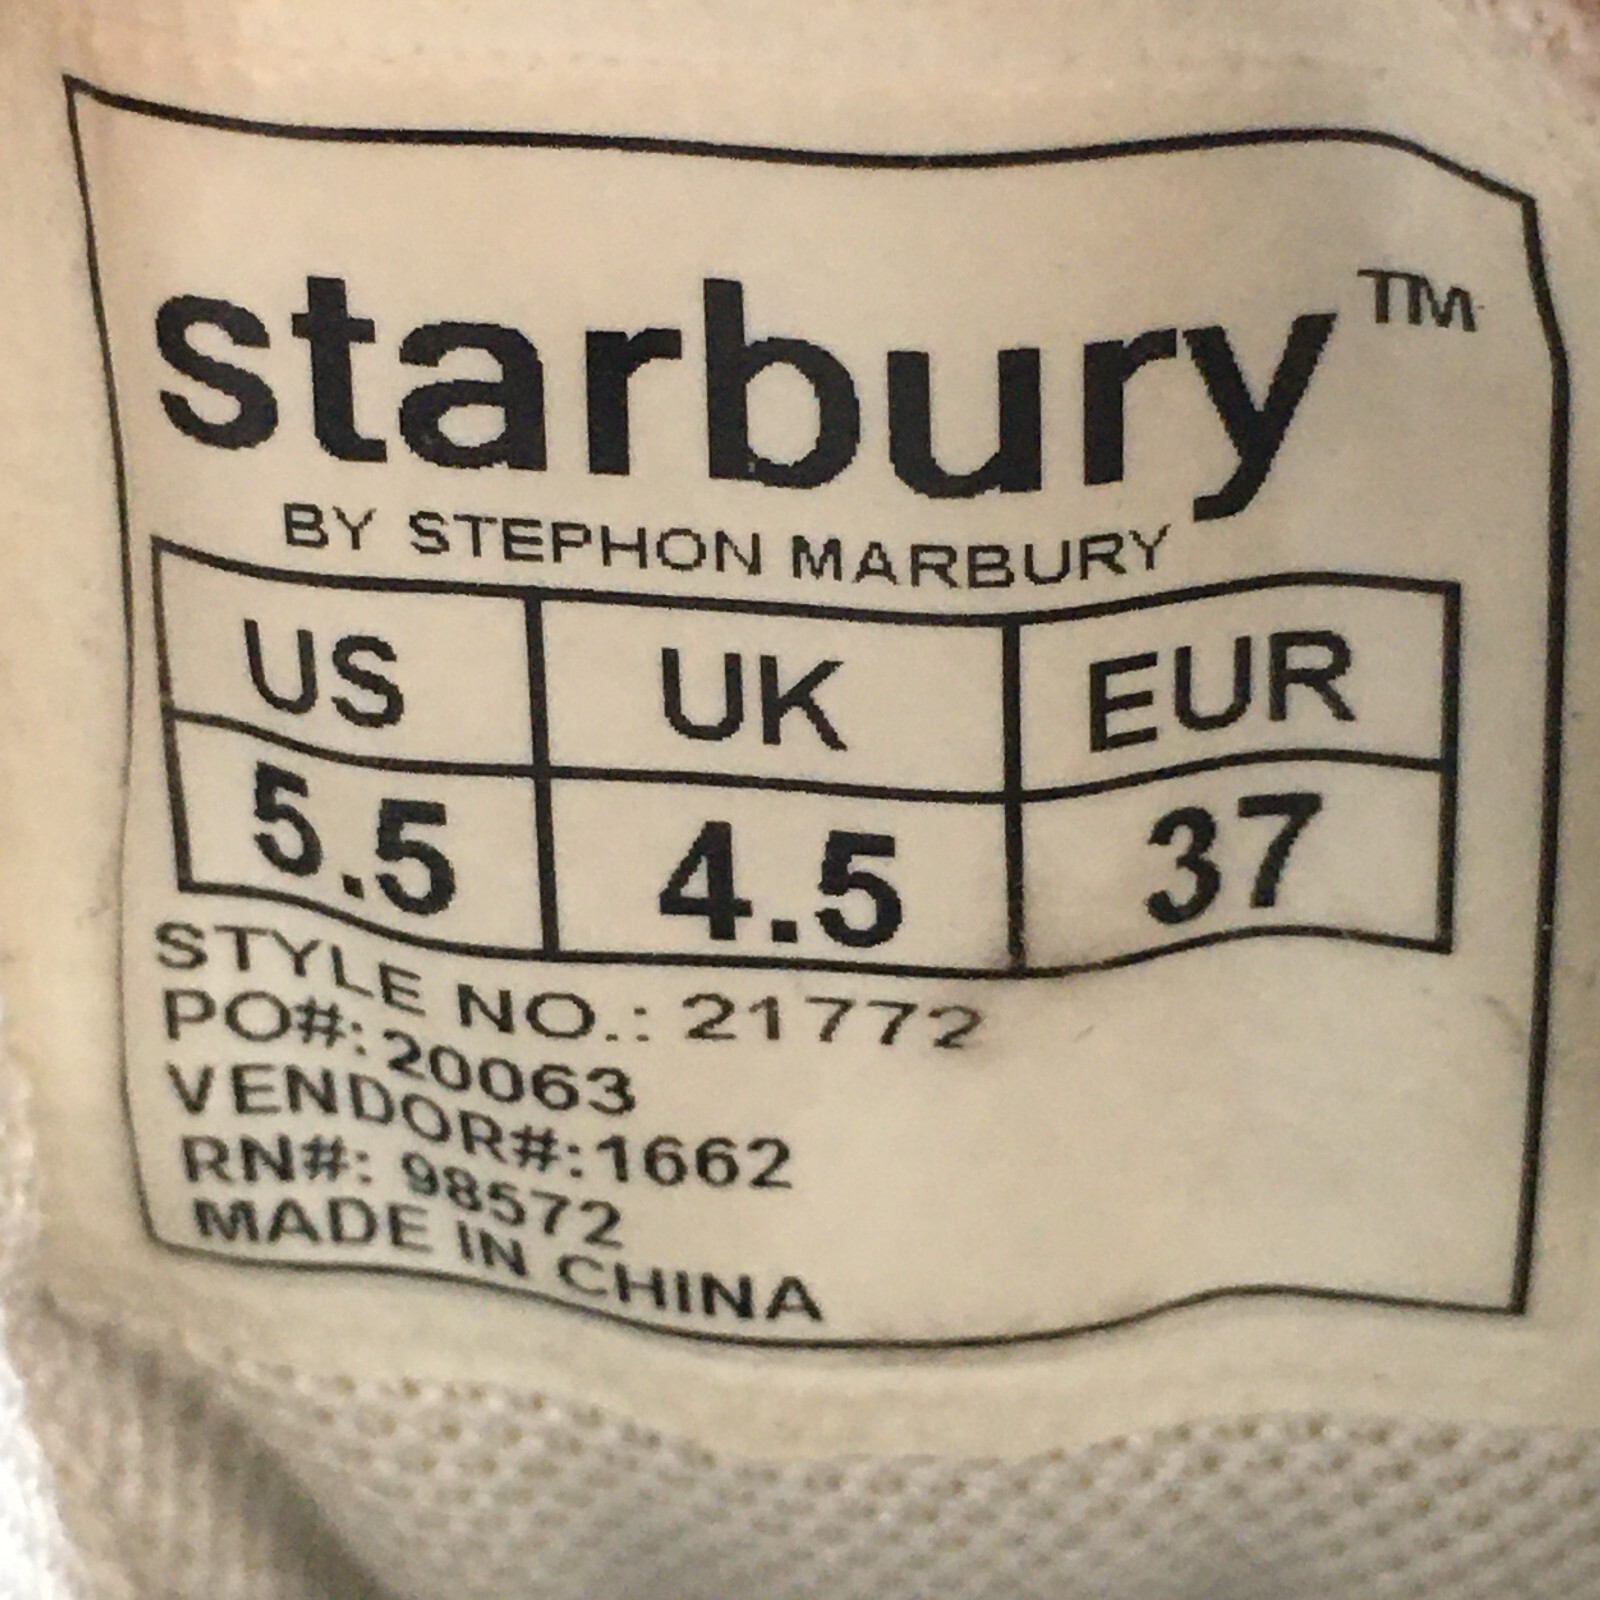 starbury™
BY STEPHON MARBURY
US UK EUR
5.5 4.5 37
STYLE NO.: 21772
PO#: 20063
VENDOR#: 1662
RN#: 98572
MADE IN CHINA